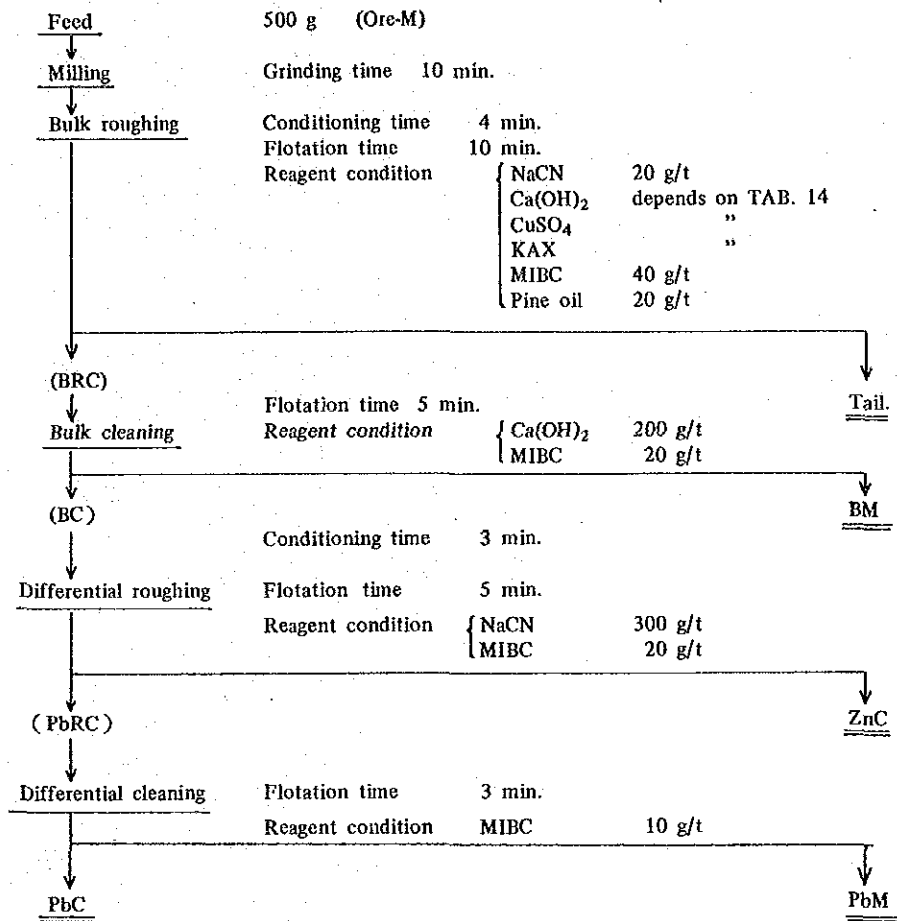 Feed 500 g (Ore-M)
Milling Grinding time 10 min.
Bulk roughing Conditioning time 4 min.
Flotation time 10 min.
Reagent condition NaCN 20 g/t
Ca(OH)2 depends on TAB. 14
CuSO4 ”
KAX ”
MIBC 40 g/t
Pine oil 20 g/t
(BRC) Tail.
Flotation time 5 min.
Bulk cleaning Reagent condition Ca(OH)2 200 g/t
MIBC 20 g/t
(BC) BM
Conditioning time 3 min.
Differential roughing Flotation time 5 min.
Reagent condition NaCN 300 g/t
MIBC 20 g/t
(PbRC) ZnC
Differential cleaning Flotation time 3 min.
Reagent condition MIBC 10 g/t
PbC PbM